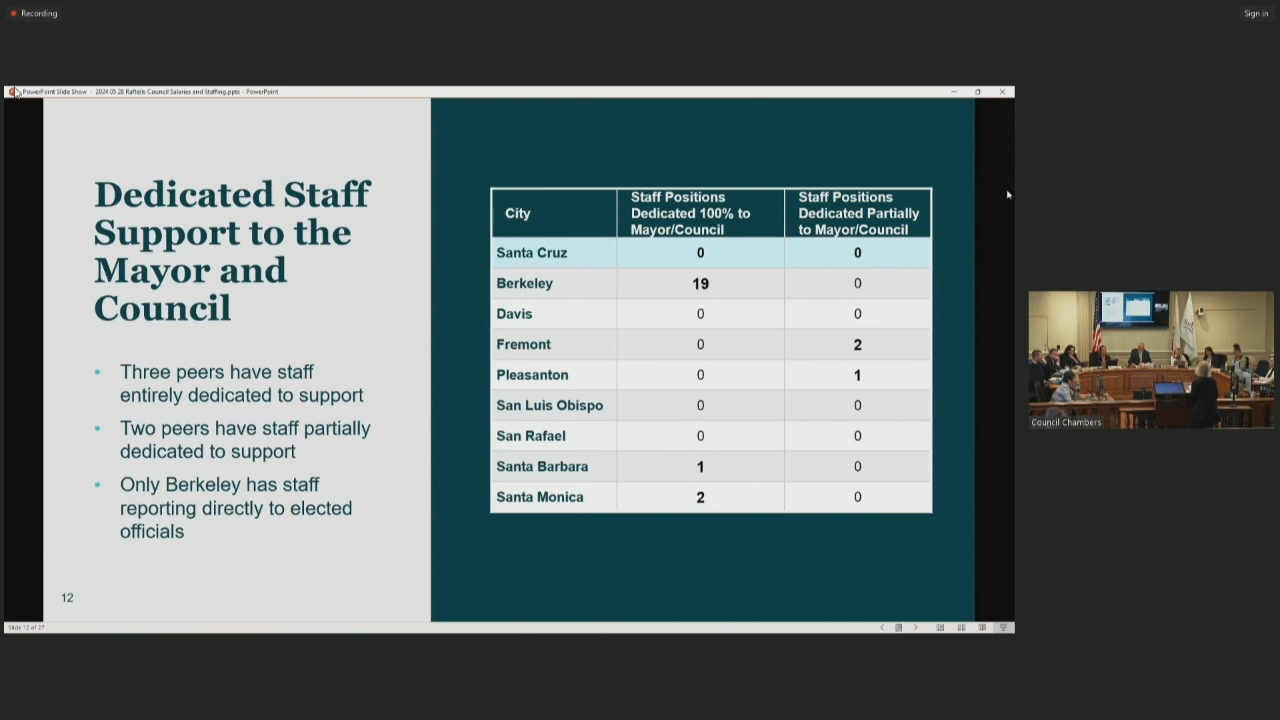 Recording
Sign in
PowerPoint Slide Show - 2024 05 28 Raftelis Council Salaries and Staffing.pptx - PowerPoint
Dedicated Staff
Support to the
Mayor and
Council
• Three peers have staff
entirely dedicated to support
• Two peers have staff partially
dedicated to support
• Only Berkeley has staff
reporting directly to elected
officials
12
City Staff Positions Dedicated 100% to Mayor/Council Staff Positions Dedicated Partially to Mayor/Council
Santa Cruz 0 0
Berkeley 19 0
Davis 0 0
Fremont 0 2
Pleasanton 0 1
San Luis Obispo 0 0
San Rafael 0 0
Santa Barbara 1 0
Santa Monica 2 0
Slide 12 of 27
Council Chambers